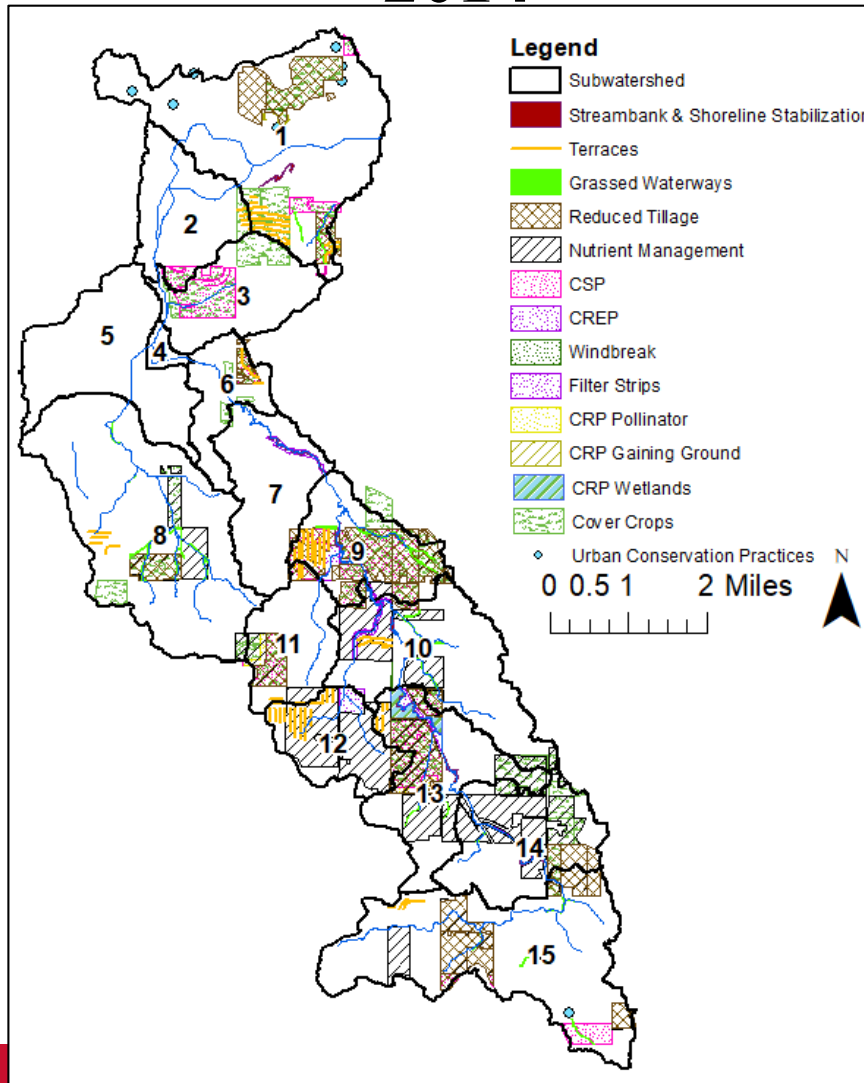 Legend
Subwatershed
Streambank & Shoreline Stabilization
Terraces
Grassed Waterways
Reduced Tillage
Nutrient Management
CSP
CREP
Windbreak
Filter Strips
CRP Pollinator
CRP Gaining Ground
CRP Wetlands
Cover Crops
Urban Conservation Practices
N
0 0.5 1 2 Miles
1
2
3
5
4
6
7
8
9
10
11
12
13
14
15